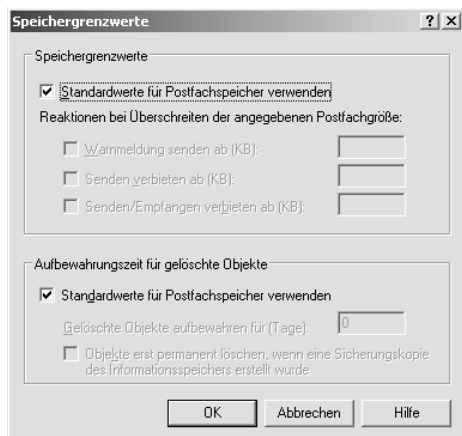 Speichergrenzwerte
Speichergrenzwerte
Standardwerte für Postfachspeicher verwenden
Reaktionen bei Überschreiten der angegebenen Postfachgröße:
Warnmeldung senden ab (KB):
Senden verbieten ab (KB):
Senden/Empfangen verbieten ab (KB):
Aufbewahrungszeit für gelöschte Objekte
Standardwerte für Postfachspeicher verwenden
Gelöschte Objekte aufbewahren für (Tage): 0
Objekte erst permanent löschen, wenn eine Sicherungskopie
des Informationsspeichers erstellt wurde
OK Abbrechen Hilfe